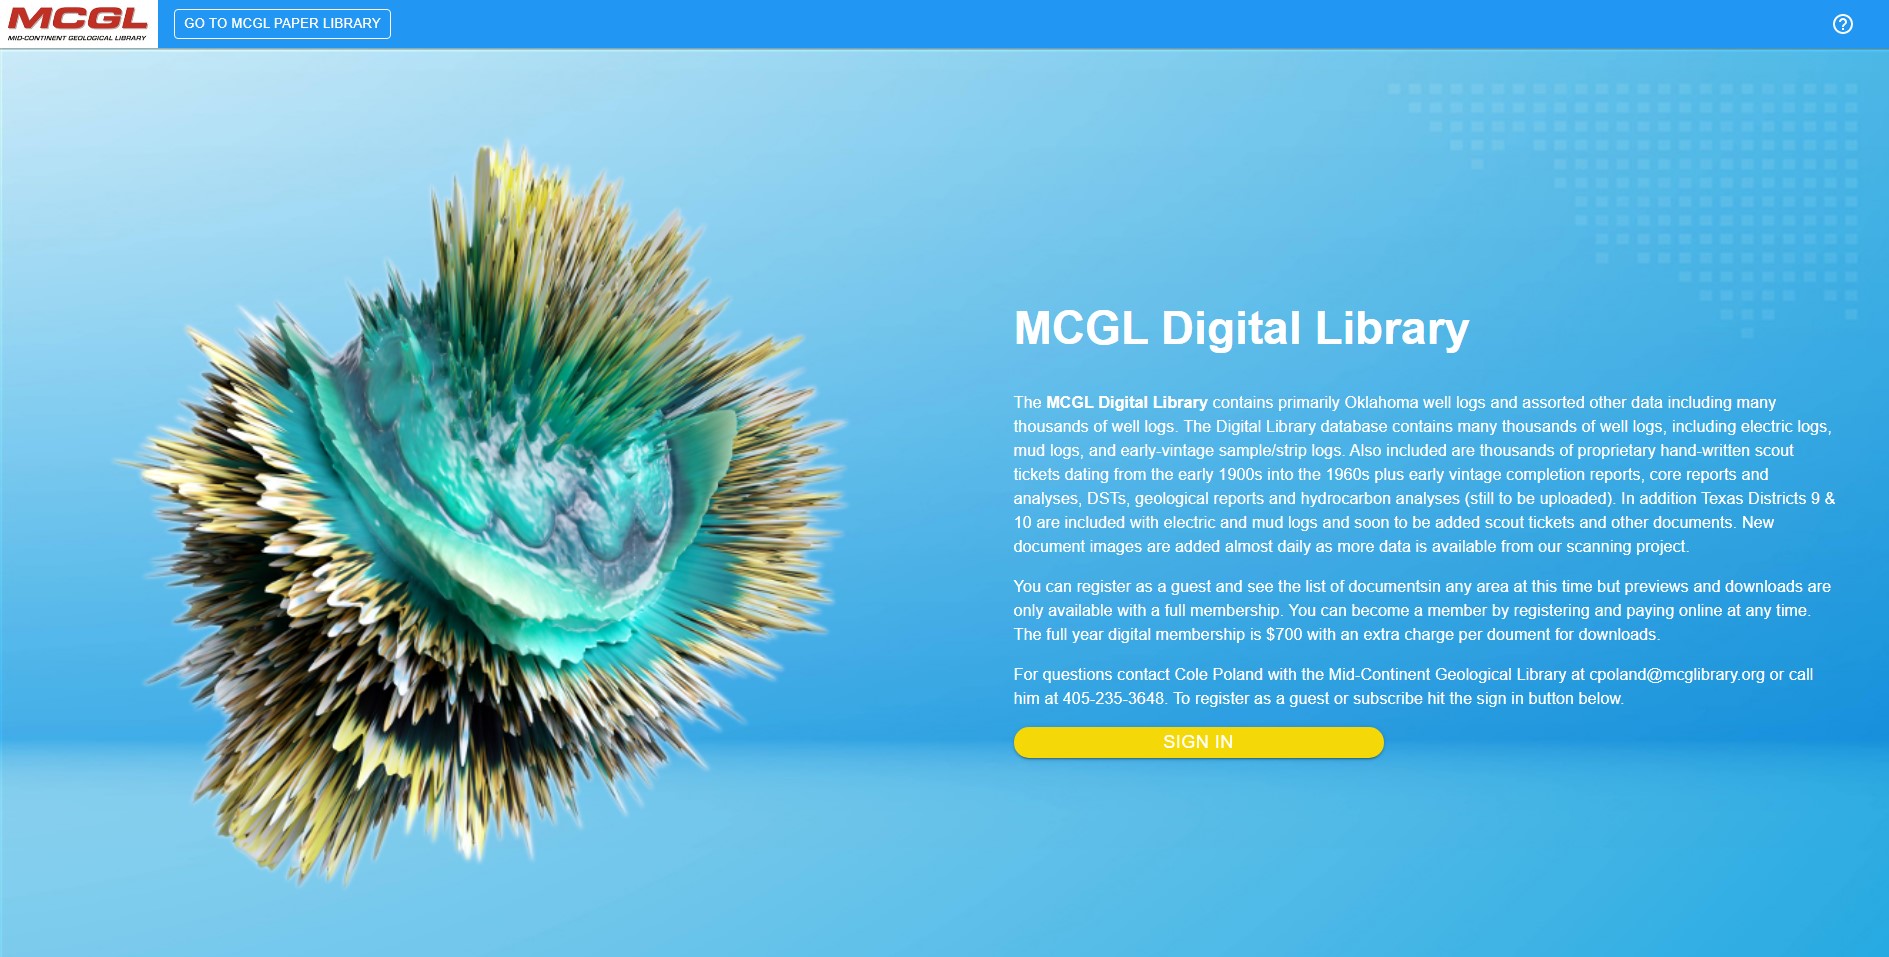 MCGL
MID-CONTINENT GEOLOGICAL LIBRARY
GO TO MCGL PAPER LIBRARY
MCGL Digital Library
The MCGL Digital Library contains primarily Oklahoma well logs and assorted other data including many
thousands of well logs. The Digital Library database contains many thousands of well logs, including electric logs,
mud logs, and early-vintage sample/strip logs. Also included are thousands of proprietary hand-written scout
tickets dating from the early 1900s into the 1960s plus early vintage completion reports, core reports and
analyses, DSTs, geological reports and hydrocarbon analyses (still to be uploaded). In addition Texas Districts 9 &
10 are included with electric and mud logs and soon to be added scout tickets and other documents. New
document images are added almost daily as more data is available from our scanning project.
You can register as a guest and see the list of documentsin any area at this time but previews and downloads are
only available with a full membership. You can become a member by registering and paying online at any time.
The full year digital membership is $700 with an extra charge per doument for downloads.
For questions contact Cole Poland with the Mid-Continent Geological Library at cpoland@mcglibrary.org or call
him at 405-235-3648. To register as a guest or subscribe hit the sign in button below.
SIGN IN